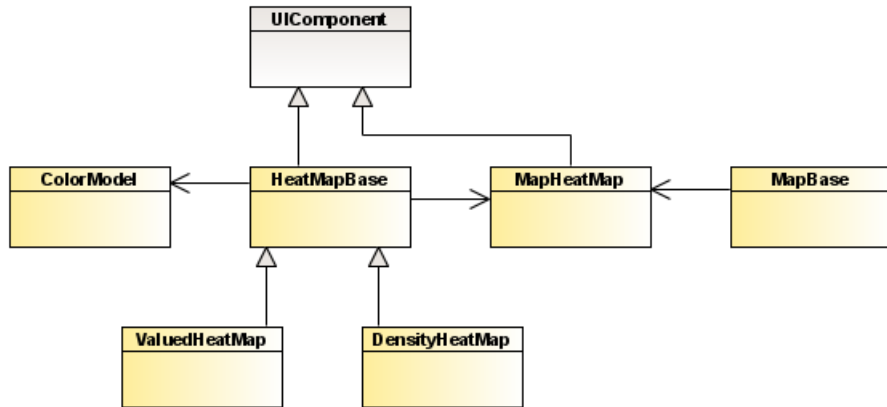 UIComponent
ColorModel
HeatMapBase
MapHeatMap
MapBase
ValuedHeatMap
DensityHeatMap